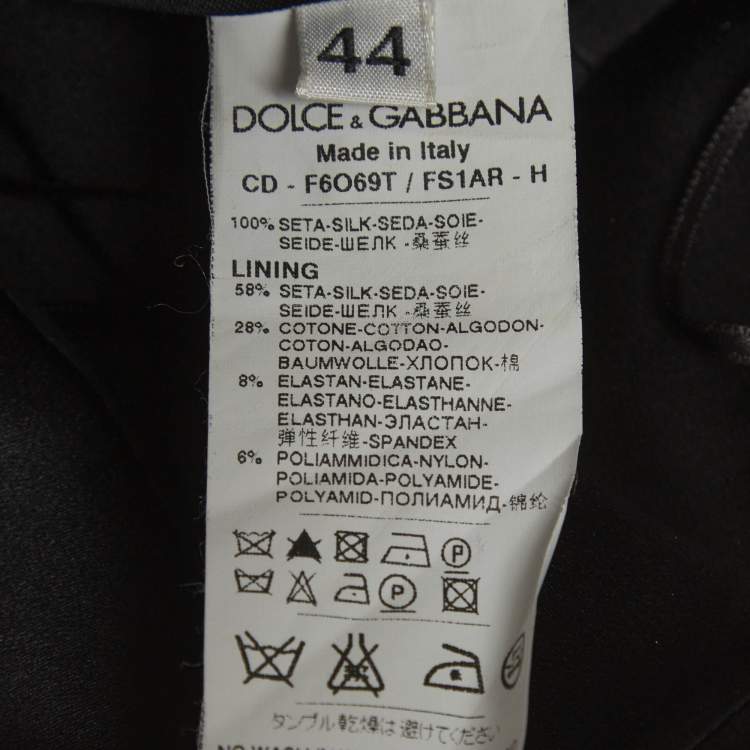 44
DOLCE & GABBANA
Made in Italy
CD - F6O69T / FS1AR - H
100% SETA-SILK-SEDA-SOIE-
SEIDE-ШЕЛК -桑蚕丝
LINING
58% SETA-SILK-SEDA-SOIE-
SEIDE-ШЕЛК -桑蚕丝
28% COTONE-COTTON-ALGODON-
COTON-ALGODAO-
BAUMWOLLE-ХЛОПОК-棉
8% ELASTAN-ELASTANE-
ELASTANO-ELASTHANNE-
ELASTHAN-ЭЛАСТАН-
弹性纤维-SPANDEX
6% POLIAMMIDICA-NYLON-
POLIAMIDA-POLYAMIDE-
POLYAMID-ПОЛИАМИД-锦纶
P
P
タンブル乾燥は避けてください
NO WASH